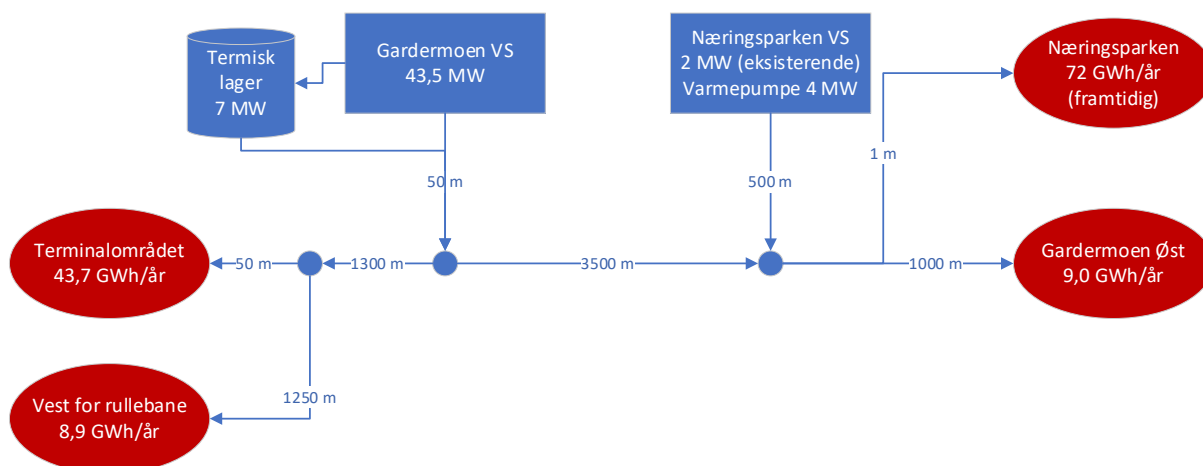 Termisk
lager
7 MW
Gardermoen VS
43,5 MW
Næringsparken VS
2 MW (eksisterende)
Varmepumpe 4 MW
Næringsparken
72 GWh/år
(framtidig)
1 m
50 m
500 m
Terminalområdet
43,7 GWh/år
50 m
1300 m
3500 m
1000 m
Gardermoen Øst
9,0 GWh/år
1250 m
Vest for rullebane
8,9 GWh/år